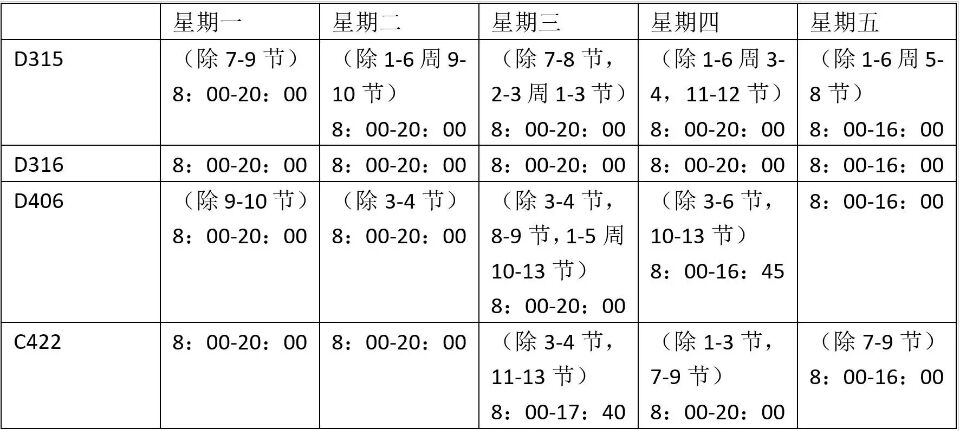 星期一 星期二 星期三 星期四 星期五
D315 （除 7-9 节） （除 1-6 周 9- （除 7-8 节， （除 1-6 周 3- （除 1-6 周 5-
8：00-20：00 10 节） 2-3 周 1-3 节） 4，11-12 节） 8 节）
8：00-20：00 8：00-20：00 8：00-20：00 8：00-16：00
D316 8：00-20：00 8：00-20：00 8：00-20：00 8：00-20：00 8：00-16：00
D406 （除 9-10 节） （除 3-4 节） （除 3-4 节， （除 3-6 节， 8：00-16：00
8：00-20：00 8：00-20：00 8-9 节，1-5 周 10-13 节）
10-13 节） 8：00-16：45
8：00-20：00
C422 8：00-20：00 8：00-20：00 （除 3-4 节， （除 1-3 节， （除 7-9 节）
11-13 节） 7-9 节） 8：00-16：00
8：00-17：40 8：00-20：00